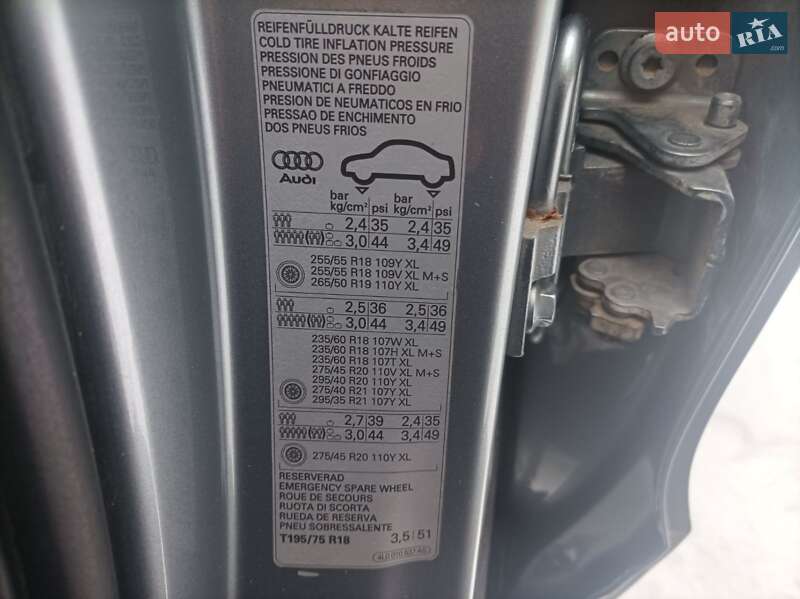 auto RIA
.com
REIFENFÜLLDRUCK KALTE REIFEN
COLD TIRE INFLATION PRESSURE
PRESSION DES PNEUS FROIDS
PRESSIONE DI GONFIAGGIO
PNEUMATICI A FREDDO
PRESION DE NEUMATICOS EN FRIO
PRESSAO DE ENCHIMENTO
DOS PNEUS FRIOS
Audi
bar kg/cm² psi bar kg/cm² psi
2,4 35 2,4 35
3,0 44 3,4 49
255/55 R18 109Y XL
255/55 R18 109V XL M+S
265/50 R19 110Y XL
2,5 36 2,5 36
3,0 44 3,4 49
235/60 R18 107W XL
235/60 R18 107H XL M+S
235/60 R18 107T XL
275/45 R20 110V XL M+S
295/40 R20 110Y XL
275/40 R21 107Y XL
295/35 R21 107Y XL
2,7 39 2,4 35
3,0 44 3,4 49
275/45 R20 110Y XL
RESERVERAD
EMERGENCY SPARE WHEEL
ROUE DE SECOURS
RUOTA DI SCORTA
RUEDA DE RESERVA
PNEU SOBRESSALENTE
T195/75 R18 3,5 51